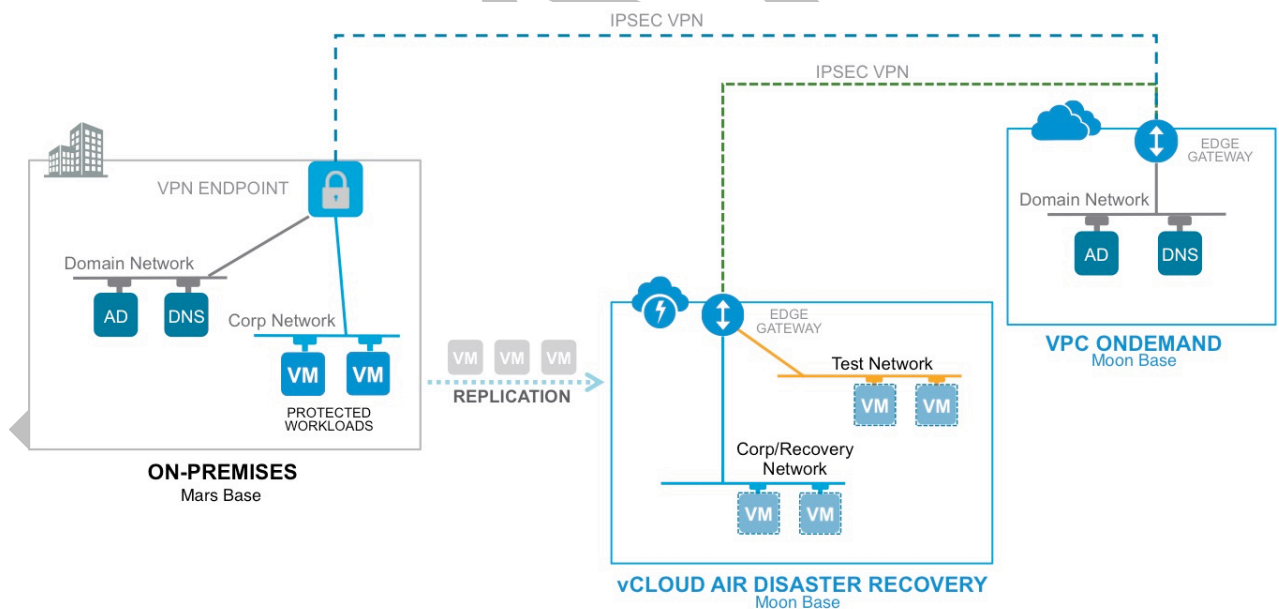 IPSEC VPN
IPSEC VPN
VPN ENDPOINT
Domain Network
AD
DNS
Corp Network
VM
VM
PROTECTED
WORKLOADS
ON-PREMISES
Mars Base
VM
VM
VM
REPLICATION
EDGE
GATEWAY
Test Network
VM
VM
Corp/Recovery
Network
VM
VM
vCLOUD AIR DISASTER RECOVERY
Moon Base
EDGE
GATEWAY
Domain Network
AD
DNS
VPC ONDEMAND
Moon Base